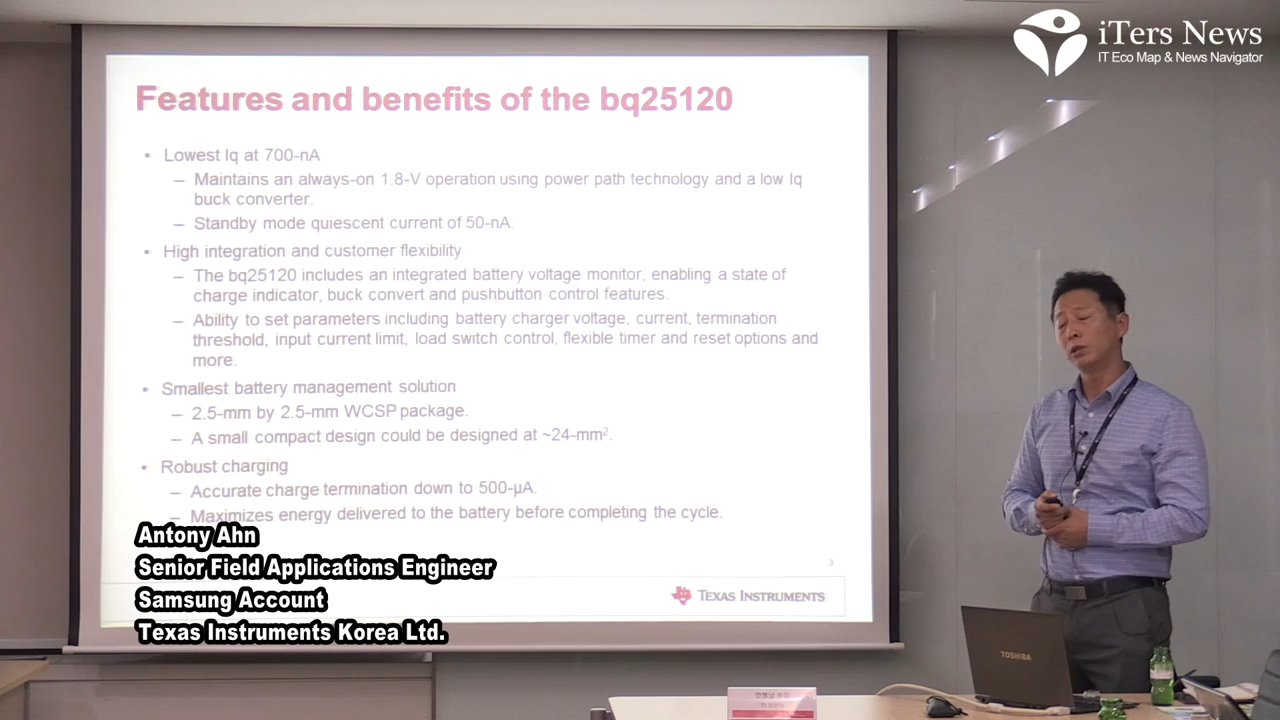 iTers News
IT Eco Map & News Navigator
Features and benefits of the bq25120
• Lowest Iq at 700-nA
– Maintains an always-on 1.8-V operation using power path technology and a low Iq
buck converter.
– Standby mode quiescent current of 50-nA.
• High integration and customer flexibility
– The bq25120 includes an integrated battery voltage monitor, enabling a state of
charge indicator, buck convert and pushbutton control features.
– Ability to set parameters including battery charger voltage, current, termination
threshold, input current limit, load switch control, flexible timer and reset options and
more.
• Smallest battery management solution
– 2.5-mm by 2.5-mm WCSP package.
– A small compact design could be designed at ~24-mm².
• Robust charging
– Accurate charge termination down to 500-µA.
– Maximizes energy delivered to the battery before completing the cycle.
3
TEXAS INSTRUMENTS
Antony Ahn
Senior Field Applications Engineer
Samsung Account
Texas Instruments Korea Ltd.
TOSHIBA